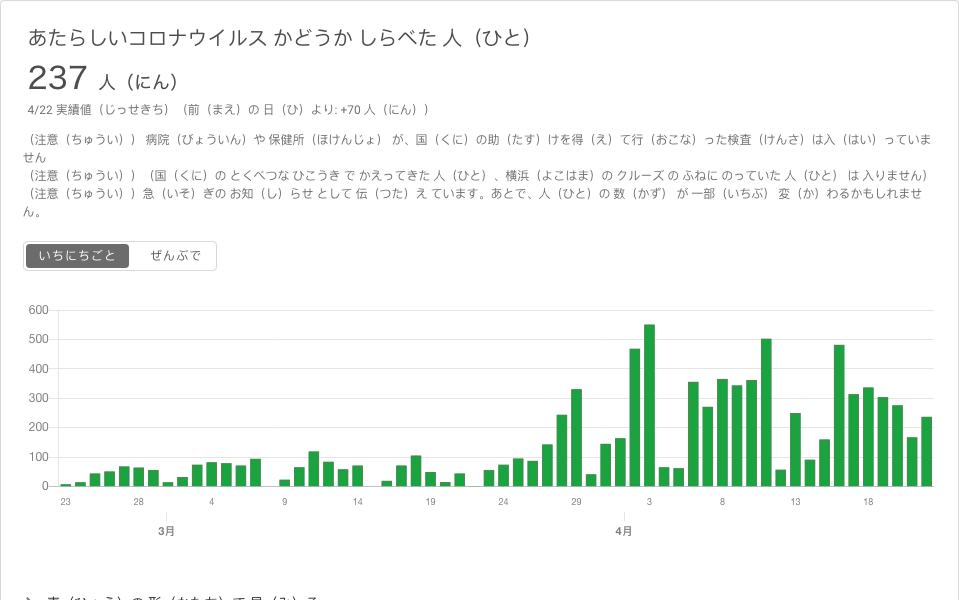 あたらしいコロナウイルス かどうか しらべた 人（ひと）
237 人（にん）
4/22 実績値（じっせきち）（前（まえ）の 日（ひ）より: +70 人（にん））
（注意（ちゅうい）） 病院（びょういん）や 保健所（ほけんじょ） が、国（くに）の助（たす）けを得（え）て行（おこな）った検査（けんさ）は入（はい）っていま
せん
（注意（ちゅうい））（国（くに）の とくべつな ひこうき で かえってきた 人（ひと）、横浜（よこはま）の クルーズ の ふねに のっていた 人（ひと） は 入りません）
（注意（ちゅうい））急（いそ）ぎの お知（し）らせ として 伝（つた）え ています。あとで、人（ひと）の 数（かず） が 一部（いちぶ） 変（か）わるかもしれませ
ん。
いちにちごと ぜんぶで
600
500
400
300
200
100
0
23 28 4 9 14 19 24 29 3 8 13 18
3月 4月